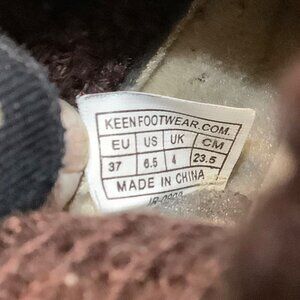 KEENFOOTWEAR.COM
EU US UK CM
37 6.5 4 23.5
MADE IN CHINA